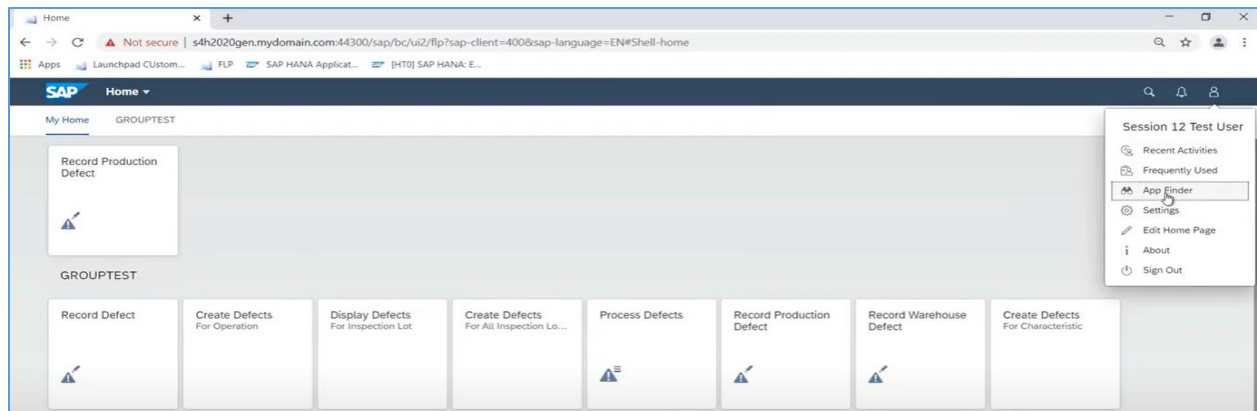 Home
Not secure | s4h2020gen.mydomain.com:44300/sap/bc/ui2/flp?sap-client=400&sap-language=EN#Shell-home
Apps Launchpad CUstom... FLP SAP HANA Applicat... [HT0] SAP HANA: E...
SAP Home
My Home GROUPTEST
Session 12 Test User
Recent Activities
Frequently Used
App Finder
Settings
Edit Home Page
About
Sign Out
Record Production
Defect
GROUPTEST
Record Defect
Create Defects
For Operation
Display Defects
For Inspection Lot
Create Defects
For All Inspection Lo...
Process Defects
Record Production
Defect
Record Warehouse
Defect
Create Defects
For Characteristic